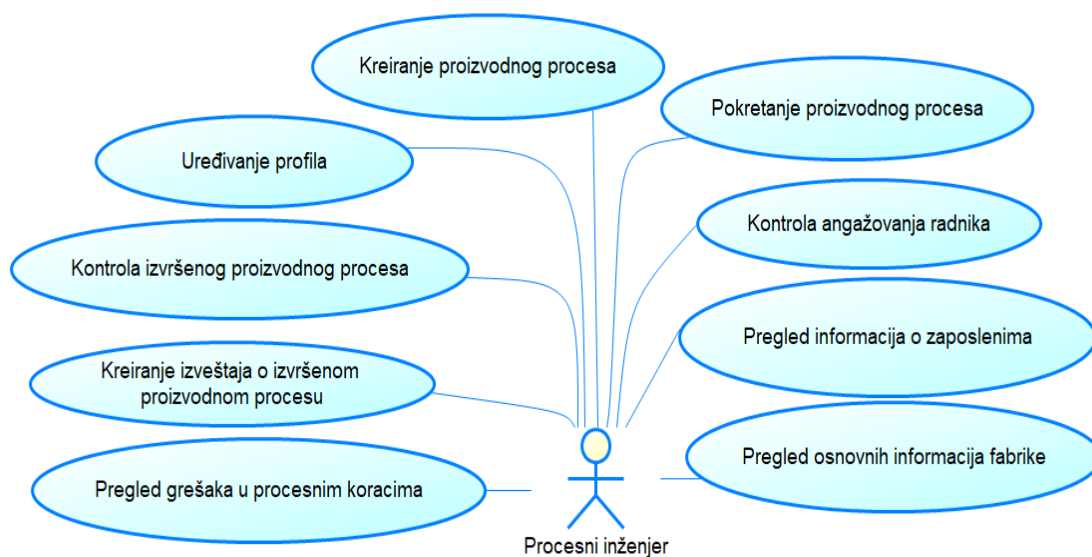 Kreiranje proizvodnog procesa
Pokretanje proizvodnog procesa
Uređivanje profila
Kontrola angažovanja radnika
Kontrola izvršenog proizvodnog procesa
Pregled informacija o zaposlenima
Kreiranje izveštaja o izvršenom
proizvodnom procesu
Pregled osnovnih informacija fabrike
Pregled grešaka u procesnim koracima
Procesni inženjer